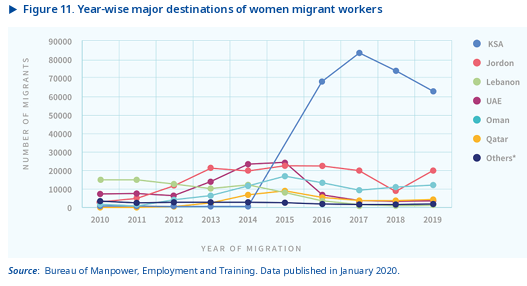 ▶ Figure 11. Year-wise major destinations of women migrant workers
90000
80000
70000
60000
50000
40000
30000
20000
10000
0
NUMBER OF MIGRANTS
2010 2011 2012 2013 2014 2015 2016 2017 2018 2019
YEAR OF MIGRATION
KSA
Jordon
Lebanon
UAE
Oman
Qatar
Others*
Source: Bureau of Manpower, Employment and Training. Data published in January 2020.